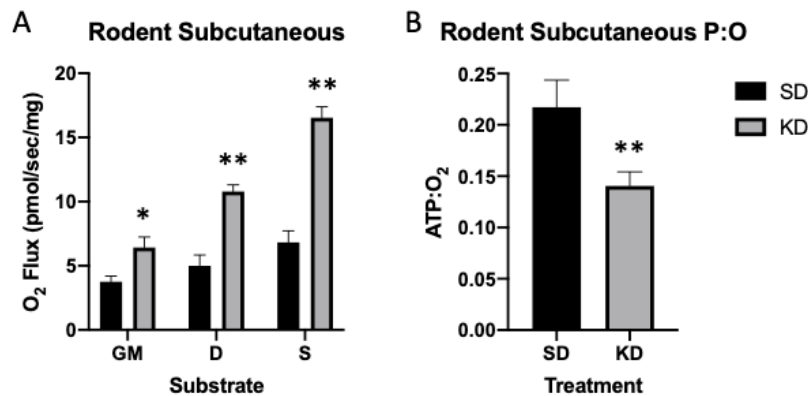 A
Rodent Subcutaneous
O2 Flux (pmol/sec/mg)
20
15
10
5
0
*
**
**
GM
D
S
Substrate
B
Rodent Subcutaneous P:O
ATP:O2
0.25
0.20
0.15
0.10
0.05
0.00
**
SD
KD
Treatment
SD
KD